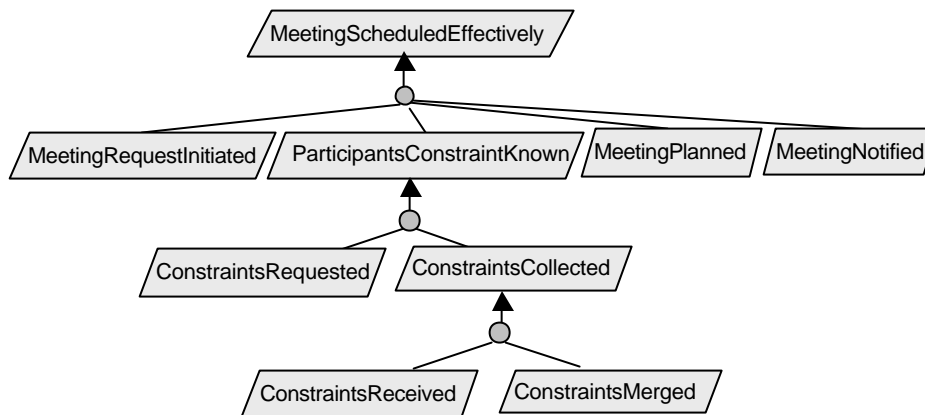 MeetingScheduledEffectively
MeetingRequestInitiated
ParticipantsConstraintKnown
MeetingPlanned
MeetingNotified
ConstraintsRequested
ConstraintsCollected
ConstraintsReceived
ConstraintsMerged